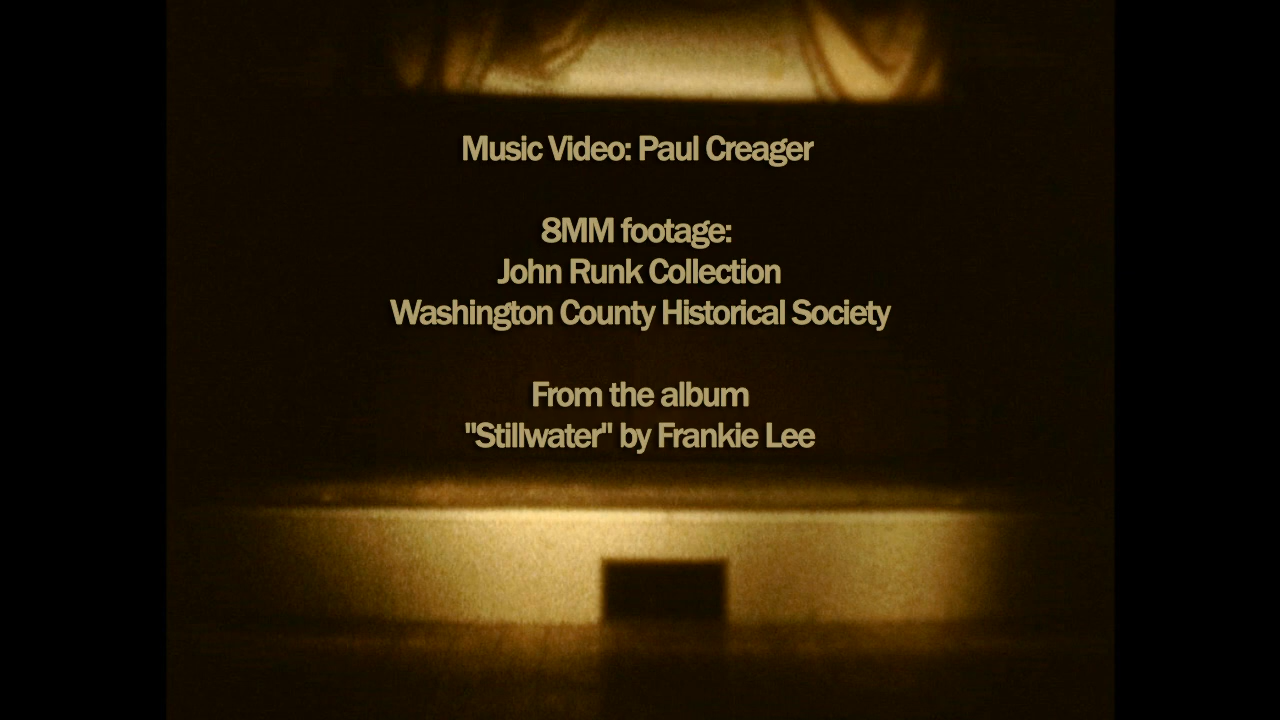 Music Video: Paul Creager
8MM footage:
John Runk Collection
Washington County Historical Society
From the album
"Stillwater" by Frankie Lee